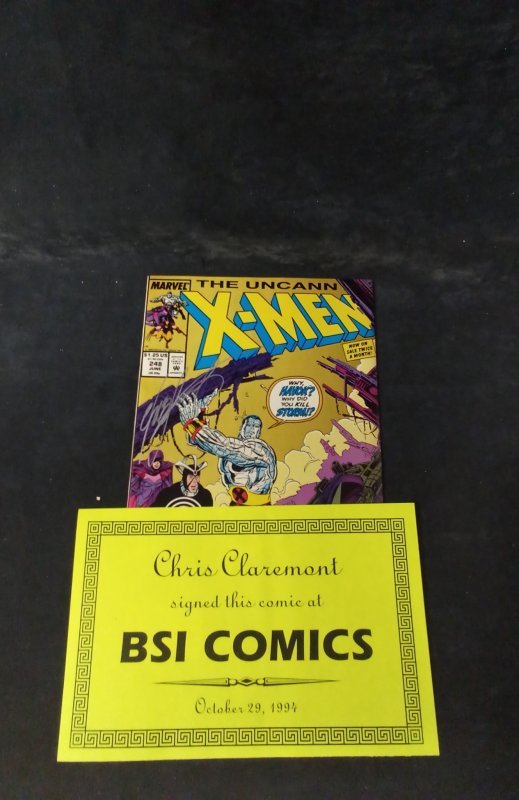 MARVEL
THE UNCANN
X-MEN
$1.25 US
248
JUNE
NOW ON
SALE TWICE
A MONTH!
WHY,
HAVOK?
WHY DID
YOU KILL
STORM!?
Chris Claremont
signed this comic at
BSI COMICS
October 29, 1994